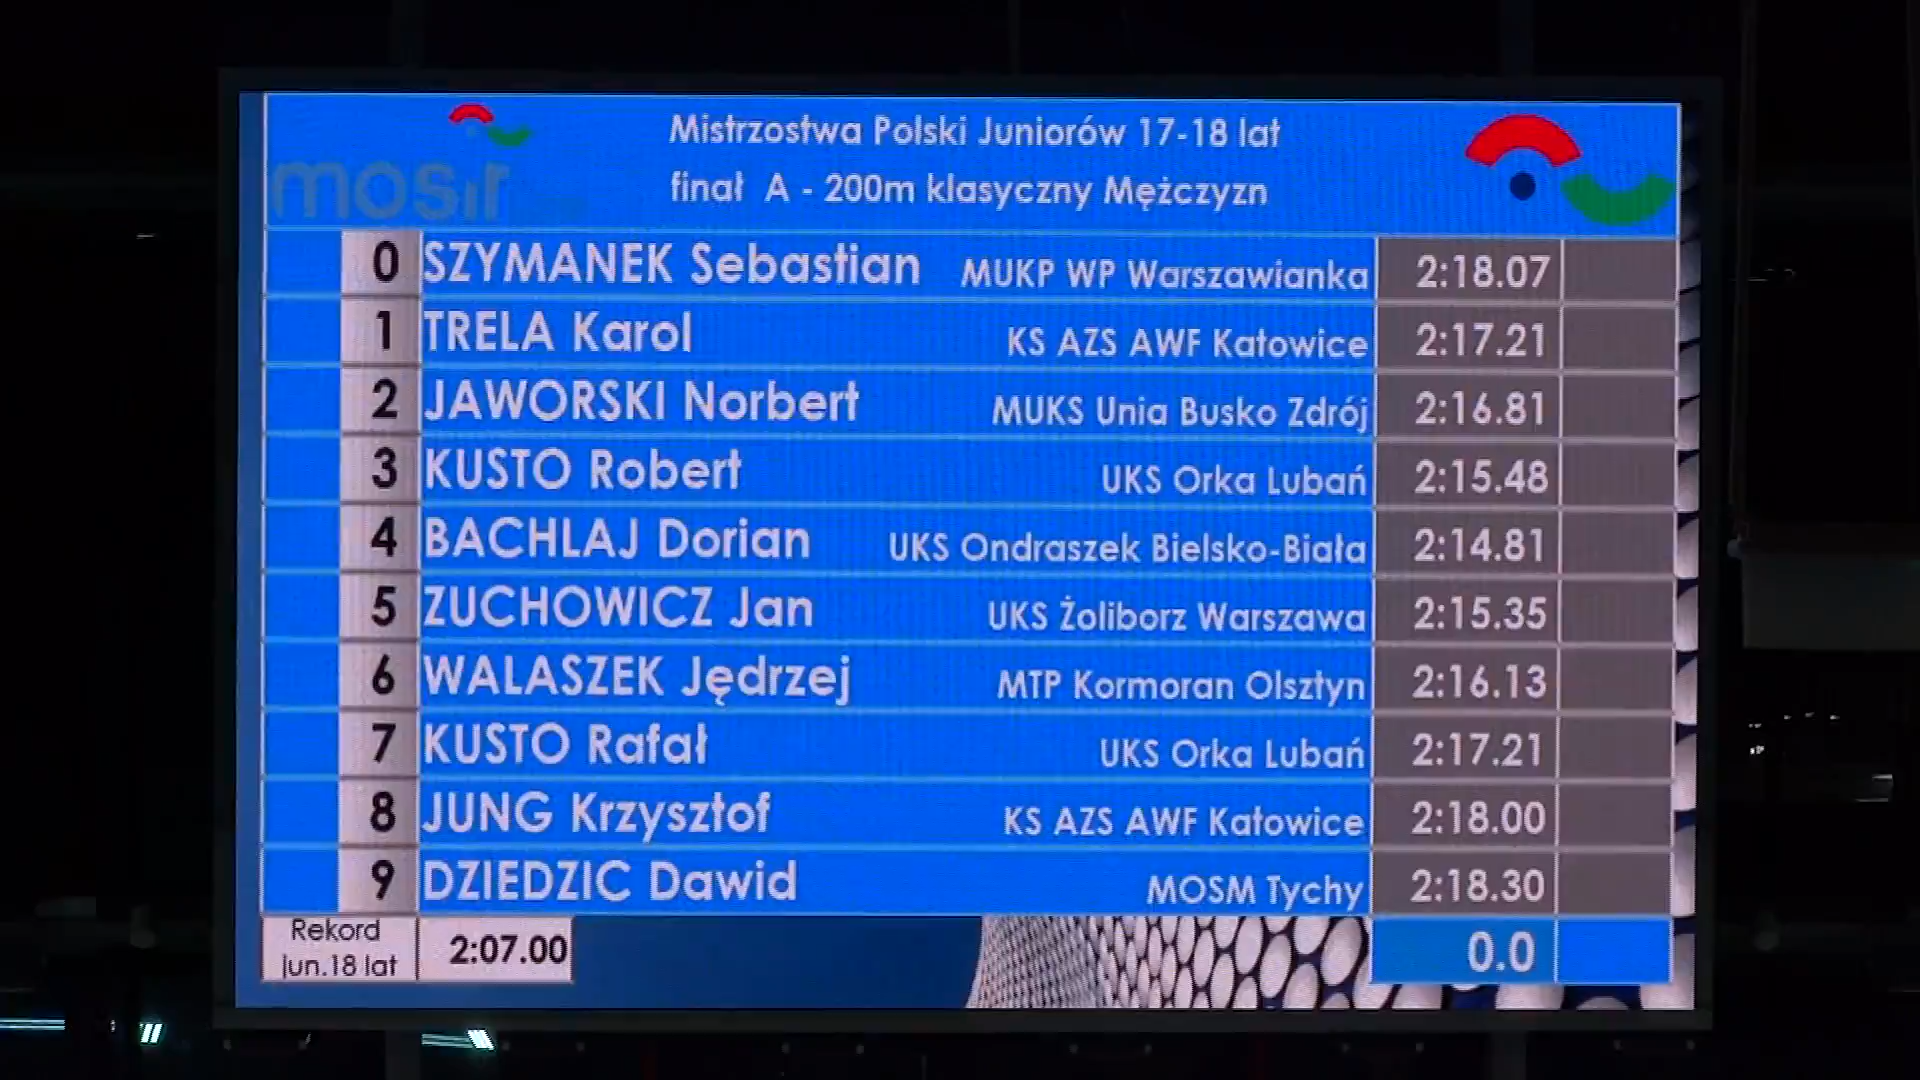 mosir
Mistrzostwa Polski Juniorów 17-18 lat
finał A - 200m klasyczny Mężczyzn
0 SZYMANEK Sebastian MUKP WP Warszawianka 2:18.07
1 TRELA Karol KS AZS AWF Katowice 2:17.21
2 JAWORSKI Norbert MUKS Unia Busko Zdrój 2:16.81
3 KUSTO Robert UKS Orka Lubań 2:15.48
4 BACHLAJ Dorian UKS Ondraszek Bielsko-Biała 2:14.81
5 ZUCHOWICZ Jan UKS Żoliborz Warszawa 2:15.35
6 WALASZEK Jędrzej MTP Kormoran Olsztyn 2:16.13
7 KUSTO Rafał UKS Orka Lubań 2:17.21
8 JUNG Krzysztof KS AZS AWF Katowice 2:18.00
9 DZIEDZIC Dawid MOSM Tychy 2:18.30
Rekord
jun.18 lat 2:07.00 0.0